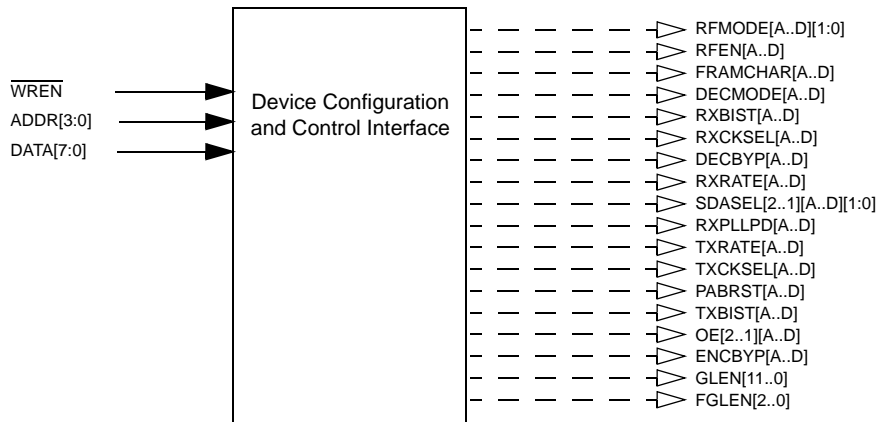 WREN
ADDR[3:0]
DATA[7:0]
Device Configuration
and Control Interface
RFMODE[A..D][1:0]
RFEN[A..D]
FRAMCHAR[A..D]
DECMODE[A..D]
RXBIST[A..D]
RXCKSEL[A..D]
DECBYP[A..D]
RXRATE[A..D]
SDASEL[2..1][A..D][1:0]
RXPLLPD[A..D]
TXRATE[A..D]
TXCKSEL[A..D]
PABRST[A..D]
TXBIST[A..D]
OE[2..1][A..D]
ENCBYP[A..D]
GLEN[11..0]
FGLEN[2..0]